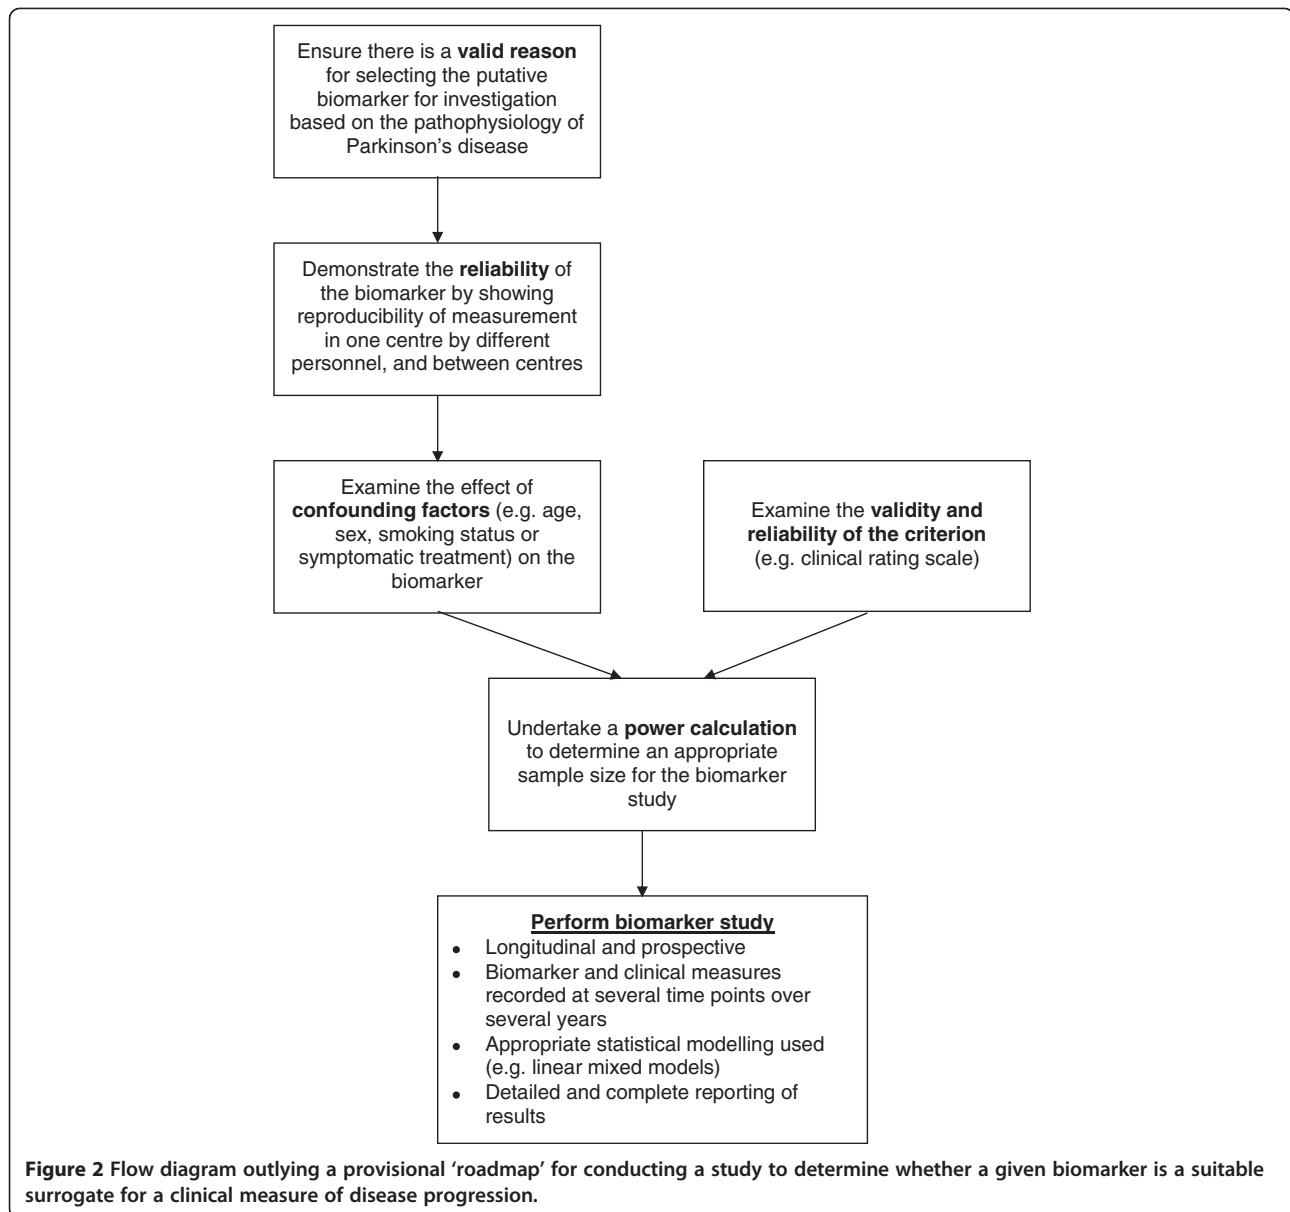 Ensure there is a valid reason
for selecting the putative
biomarker for investigation
based on the pathophysiology of
Parkinson's disease
Demonstrate the reliability of
the biomarker by showing
reproducibility of measurement
in one centre by different
personnel, and between centres
Examine the effect of
confounding factors (e.g. age,
sex, smoking status or
symptomatic treatment) on the
biomarker
Examine the validity and
reliability of the criterion
(e.g. clinical rating scale)
Undertake a power calculation
to determine an appropriate
sample size for the biomarker
study
Perform biomarker study
• Longitudinal and prospective
• Biomarker and clinical measures
recorded at several time points over
several years
• Appropriate statistical modelling used
(e.g. linear mixed models)
• Detailed and complete reporting of
results
Figure 2 Flow diagram outlying a provisional 'roadmap' for conducting a study to determine whether a given biomarker is a suitable
surrogate for a clinical measure of disease progression.